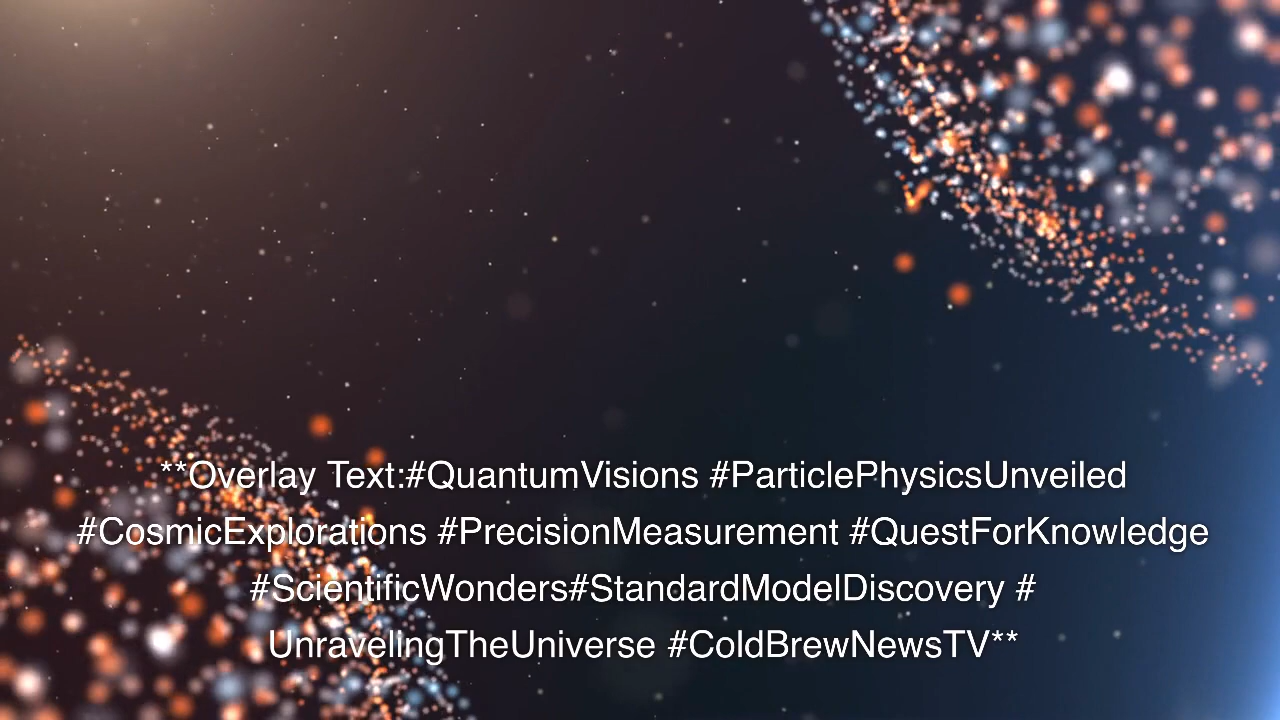 **Overlay Text:#QuantumVisions #ParticlePhysicsUnveiled
#CosmicExplorations #PrecisionMeasurement #QuestForKnowledge
#ScientificWonders#StandardModelDiscovery #
UnravelingTheUniverse #ColdBrewNewsTV**